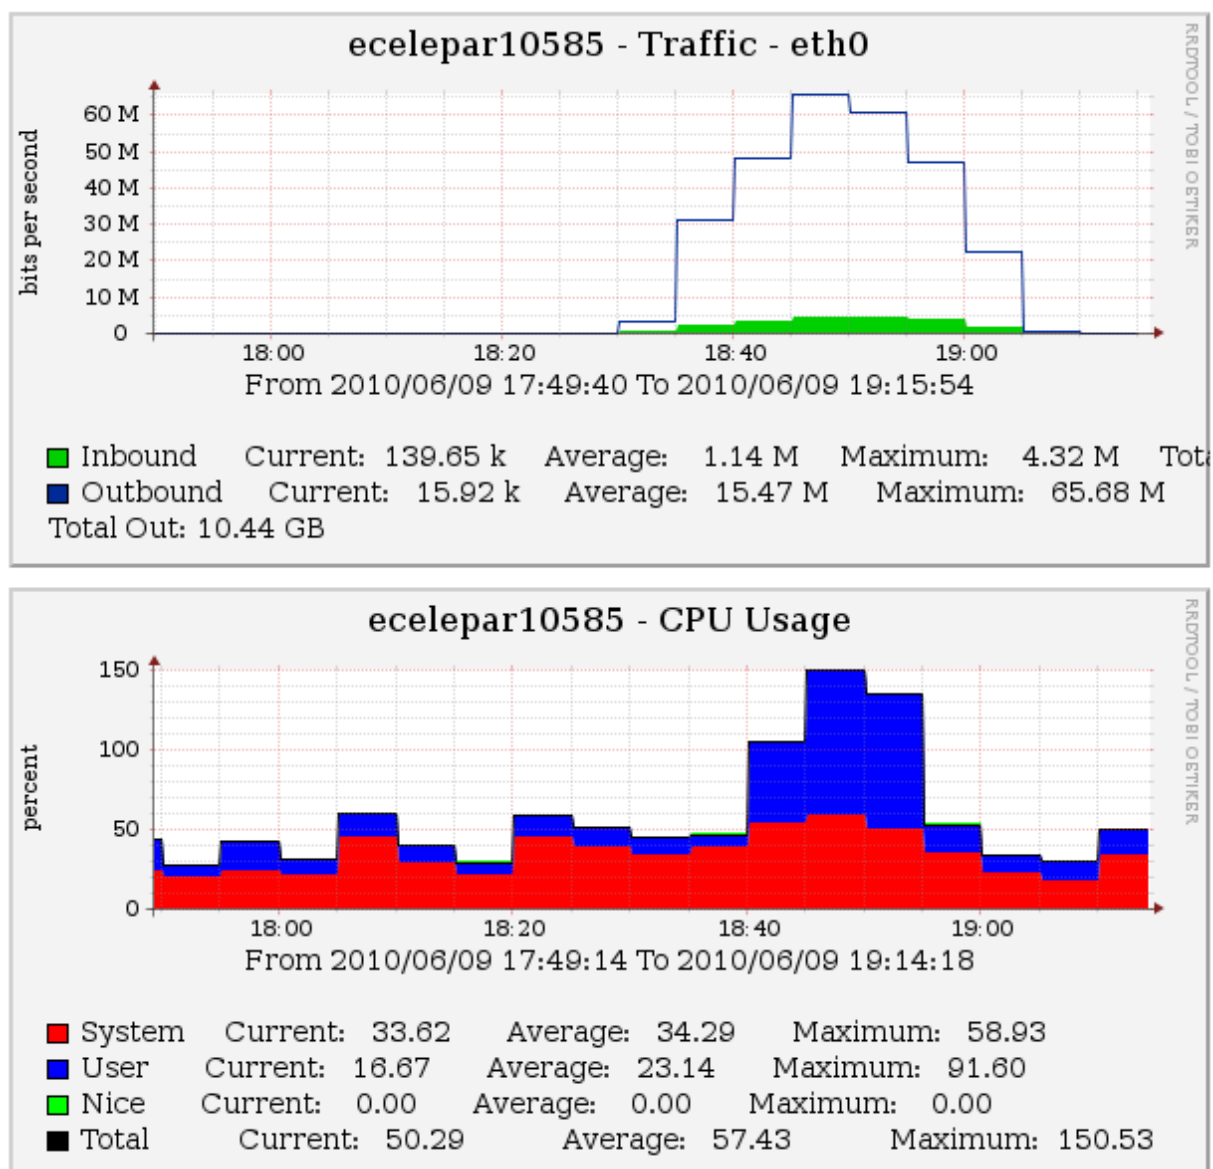 ecelepar10585 - Traffic - eth0
RRDTOOL / TOBI OETIKER
bits per second
60 M
50 M
40 M
30 M
20 M
10 M
0
18:00 18:20 18:40 19:00
From 2010/06/09 17:49:40 To 2010/06/09 19:15:54
Inbound Current: 139.65 k Average: 1.14 M Maximum: 4.32 M
Outbound Current: 15.92 k Average: 15.47 M Maximum: 65.68 M
Total Out: 10.44 GB
ecelepar10585 - CPU Usage
RRDTOOL / TOBI OETIKER
percent
150
100
50
0
18:00 18:20 18:40 19:00
From 2010/06/09 17:49:14 To 2010/06/09 19:14:18
System Current: 33.62 Average: 34.29 Maximum: 58.93
User Current: 16.67 Average: 23.14 Maximum: 91.60
Nice Current: 0.00 Average: 0.00 Maximum: 0.00
Total Current: 50.29 Average: 57.43 Maximum: 150.53